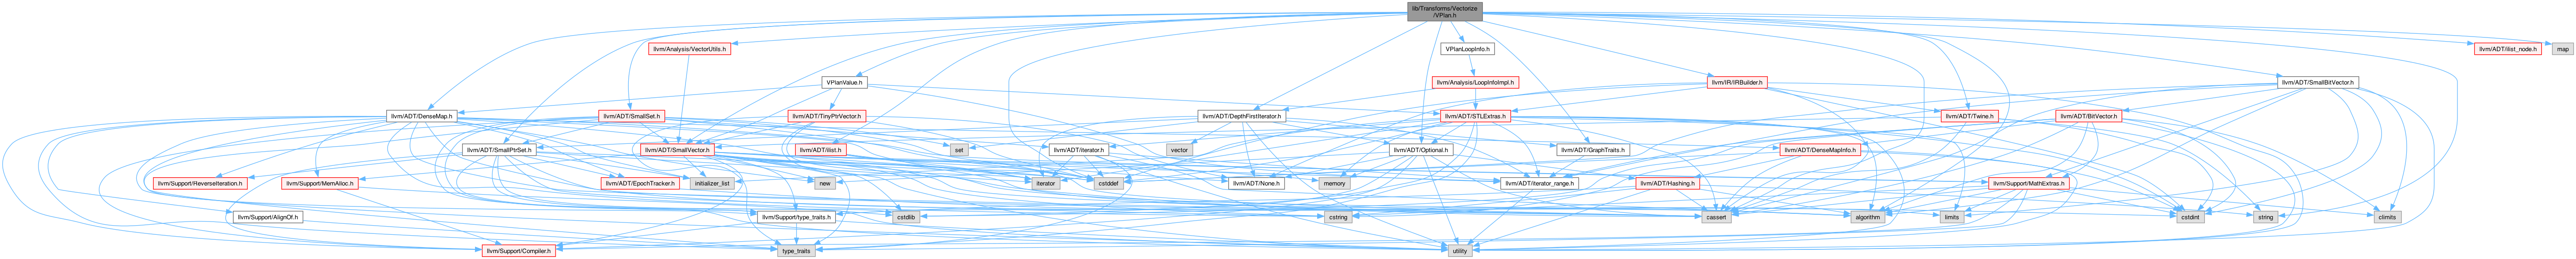 lib/Transforms/Vectorize
/VPlan.h
llvm/Analysis/VectorUtils.h
VPlanLoopInfo.h
llvm/ADT/ilist_node.h
map
VPlanValue.h
llvm/Analysis/LoopInfoImpl.h
llvm/IR/IRBuilder.h
llvm/ADT/SmallBitVector.h
llvm/ADT/DenseMap.h
llvm/ADT/SmallSet.h
llvm/ADT/TinyPtrVector.h
llvm/ADT/DepthFirstIterator.h
llvm/ADT/STLExtras.h
llvm/ADT/Twine.h
llvm/ADT/BitVector.h
llvm/ADT/SmallPtrSet.h
llvm/ADT/SmallVector.h
llvm/ADT/ilist.h
llvm/ADT/iterator.h
set
vector
llvm/ADT/Optional.h
llvm/ADT/GraphTraits.h
llvm/ADT/DenseMapInfo.h
llvm/Support/ReverseIteration.h
llvm/Support/MemAlloc.h
llvm/ADT/EpochTracker.h
initializer_list
new
iterator
cstddef
llvm/ADT/None.h
memory
llvm/ADT/iterator_range.h
llvm/ADT/Hashing.h
llvm/Support/MathExtras.h
llvm/Support/AlignOf.h
llvm/Support/type_traits.h
cstdlib
cstring
cassert
algorithm
limits
cstdint
string
climits
llvm/Support/Compiler.h
type_traits
utility